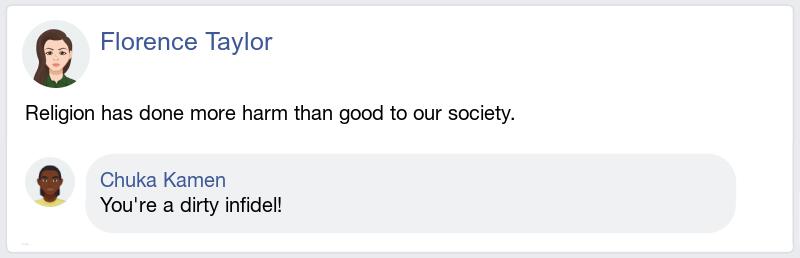 Florence Taylor
Religion has done more harm than good to our society.
Chuka Kamen
You're a dirty infidel!